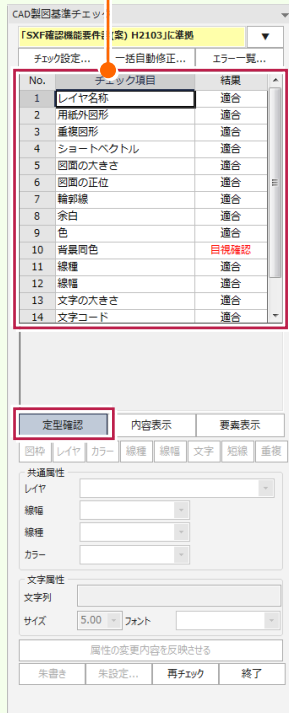 CAD製図基準チェッ
「SXF確認機能要件書(案) H2103」に準拠 ▼
チェック設定... 一括自動修正... エラー一覧...
No. チェック項目 結果
1 レイヤ名称 適合
2 用紙外図形 適合
3 重複図形 適合
4 ショートベクトル 適合
5 図面の大きさ 適合
6 図面の正位 適合
7 輪郭線 適合
8 余白 適合
9 色 適合
10 背景同色 目視確認
11 線種 適合
12 線幅 適合
13 文字の大きさ 適合
14 文字コード 適合
定型確認 内容表示 要素表示
図枠 レイヤ カラー 線種 線幅 文字 短線 重複
共通属性
レイヤ
線幅
線種
カラー
文字属性
文字列
サイズ 5.00 フォント
属性の変更内容を反映させる
朱書き 朱設定... 再チェック 終了